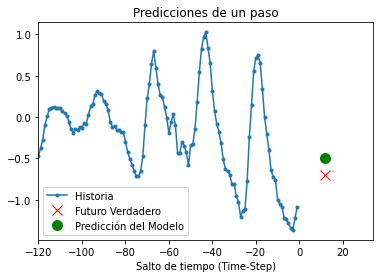 Predicciones de un paso
1.0
0.5
0.0
−0.5
−1.0
Historia
Futuro Verdadero
Predicción del Modelo
−120 −100 −80 −60 −40 −20 0 20
Salto de tiempo (Time-Step)